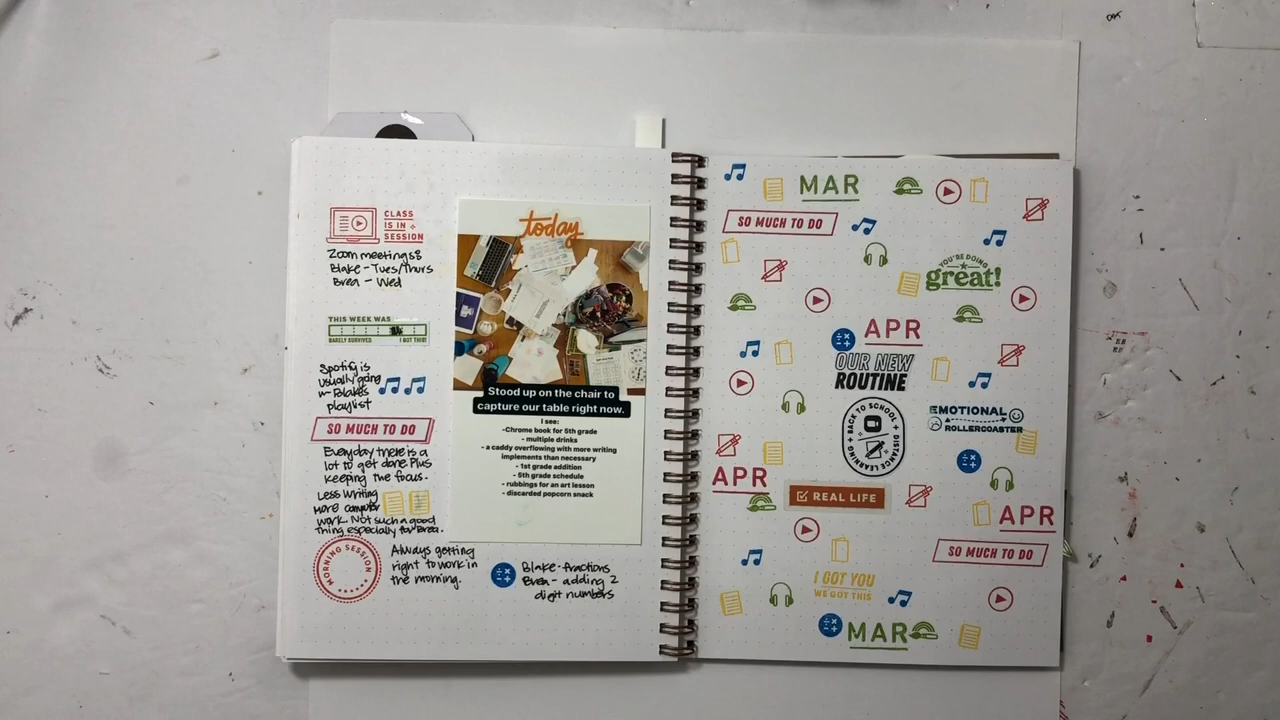 CLASS
IS IN
SESSION
Zoom meetings:
Blake - Tues/Thurs
Brea - Wed
THIS WEEK WAS
BARELY SURVIVED I GOT THIS!
Spotify is
usually going
w- Blake's
playlist
SO MUCH TO DO
Everyday there is a
lot to get done. Plus
keeping the focus.
Less writing
more computer
work. Not such a good
thing especially for Brea.
MORNING SESSION
Always getting
right to work in
the morning.
today
Stood up on the chair to
capture our table right now.
I see:
-Chrome book for 5th grade
- multiple drinks
- a caddy overflowing with more writing
implements than necessary
- 1st grade addition
- 5th grade schedule
- rubbings for an art lesson
- discarded popcorn snack
Blake - fractions
Brea - adding 2
digit numbers
MAR
SO MUCH TO DO
YOU'RE DOING
great!
APR
OUR NEW
ROUTINE
BACK TO SCHOOL + DISTANCE LEARNING +
EMOTIONAL
ROLLERCOASTER
APR
REAL LIFE
APR
SO MUCH TO DO
I GOT YOU
WE GOT THIS
MAR